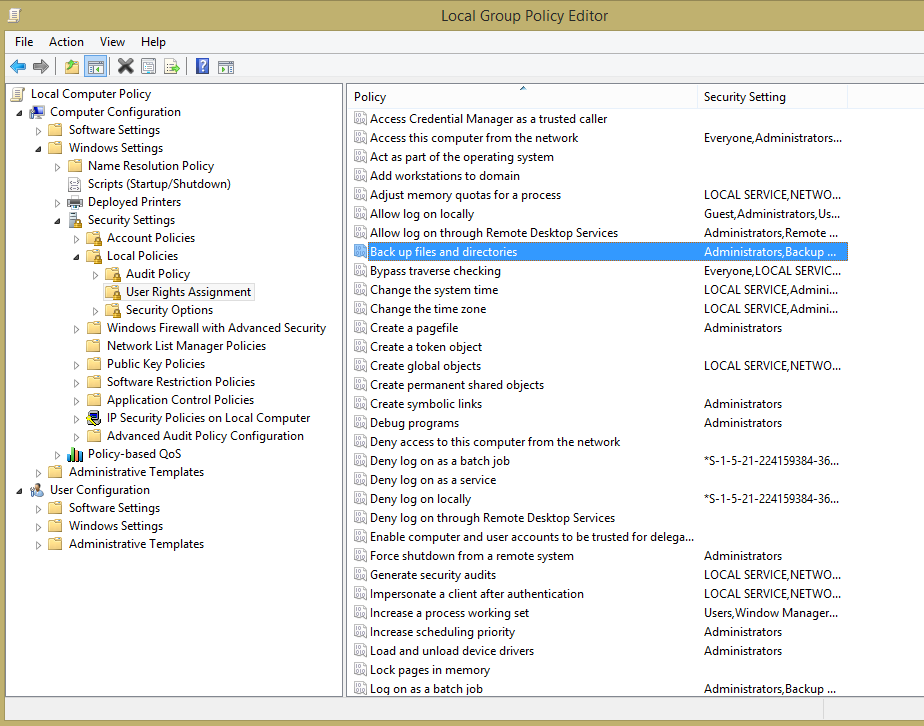 Local Group Policy Editor
File Action View Help
Local Computer Policy
Computer Configuration
Software Settings
Windows Settings
Name Resolution Policy
Scripts (Startup/Shutdown)
Deployed Printers
Security Settings
Account Policies
Local Policies
Audit Policy
User Rights Assignment
Security Options
Windows Firewall with Advanced Security
Network List Manager Policies
Public Key Policies
Software Restriction Policies
Application Control Policies
IP Security Policies on Local Computer
Advanced Audit Policy Configuration
Policy-based QoS
Administrative Templates
User Configuration
Software Settings
Windows Settings
Administrative Templates
Policy Security Setting
Access Credential Manager as a trusted caller
Access this computer from the network Everyone,Administrators...
Act as part of the operating system
Add workstations to domain
Adjust memory quotas for a process LOCAL SERVICE,NETWO...
Allow log on locally Guest,Administrators,Us...
Allow log on through Remote Desktop Services Administrators,Remote ...
Back up files and directories Administrators,Backup ...
Bypass traverse checking Everyone,LOCAL SERVIC...
Change the system time LOCAL SERVICE,Admini...
Change the time zone LOCAL SERVICE,Admini...
Create a pagefile Administrators
Create a token object
Create global objects LOCAL SERVICE,NETWO...
Create permanent shared objects
Create symbolic links Administrators
Debug programs Administrators
Deny access to this computer from the network
Deny log on as a batch job *S-1-5-21-224159384-36...
Deny log on as a service
Deny log on locally *S-1-5-21-224159384-36...
Deny log on through Remote Desktop Services
Enable computer and user accounts to be trusted for delega...
Force shutdown from a remote system Administrators
Generate security audits LOCAL SERVICE,NETWO...
Impersonate a client after authentication LOCAL SERVICE,NETWO...
Increase a process working set Users,Window Manager...
Increase scheduling priority Administrators
Load and unload device drivers Administrators
Lock pages in memory
Log on as a batch job Administrators,Backup ...